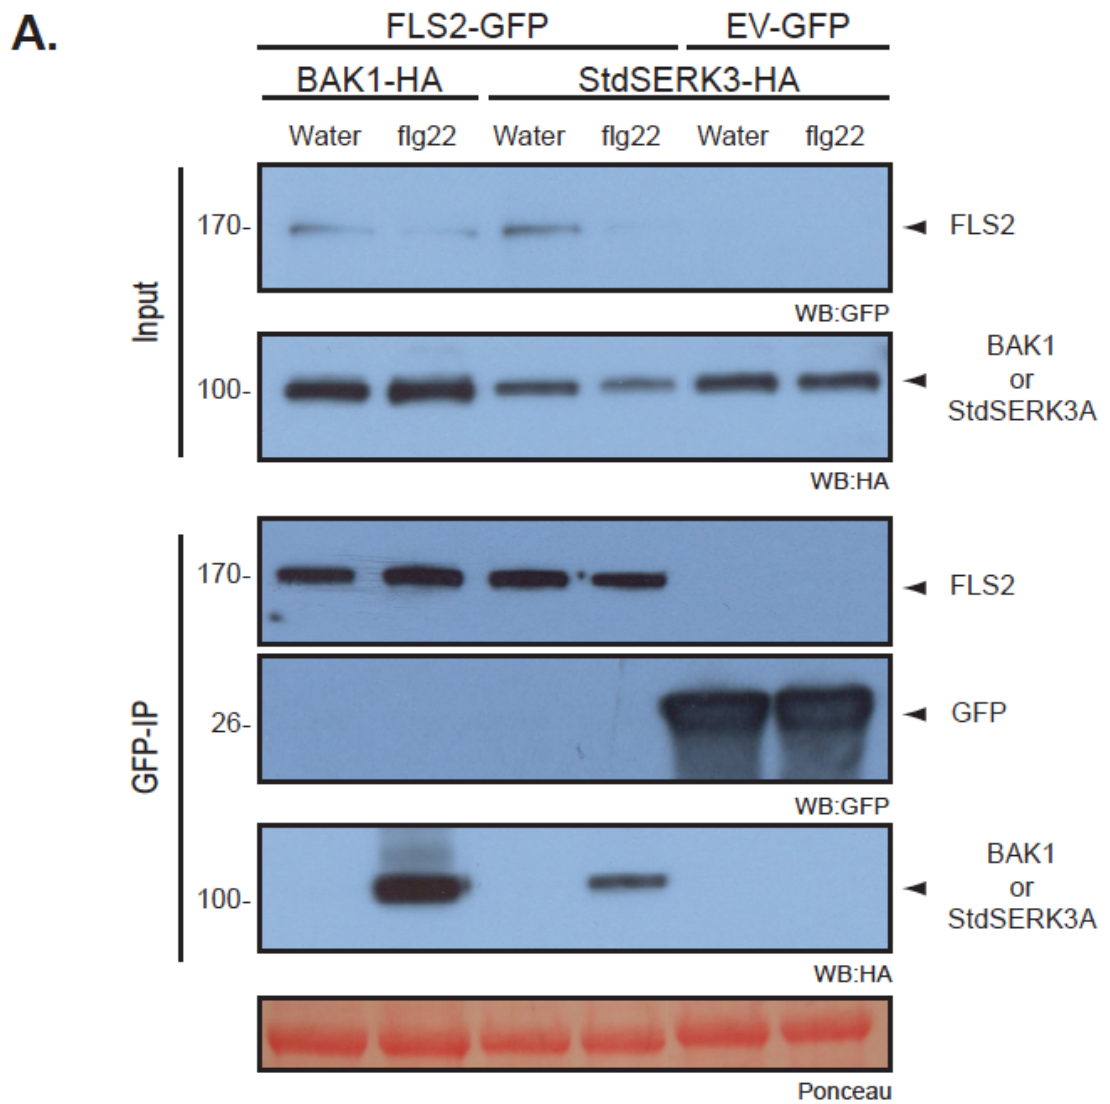 A.
FLS2-GFP EV-GFP
BAK1-HA StdSERK3-HA
Water flg22 Water flg22 Water flg22
Input
170- FLS2
WB:GFP
100- BAK1
or
StdSERK3A
WB:HA
GFP-IP
170- FLS2
26- GFP
WB:GFP
100- BAK1
or
StdSERK3A
WB:HA
Ponceau